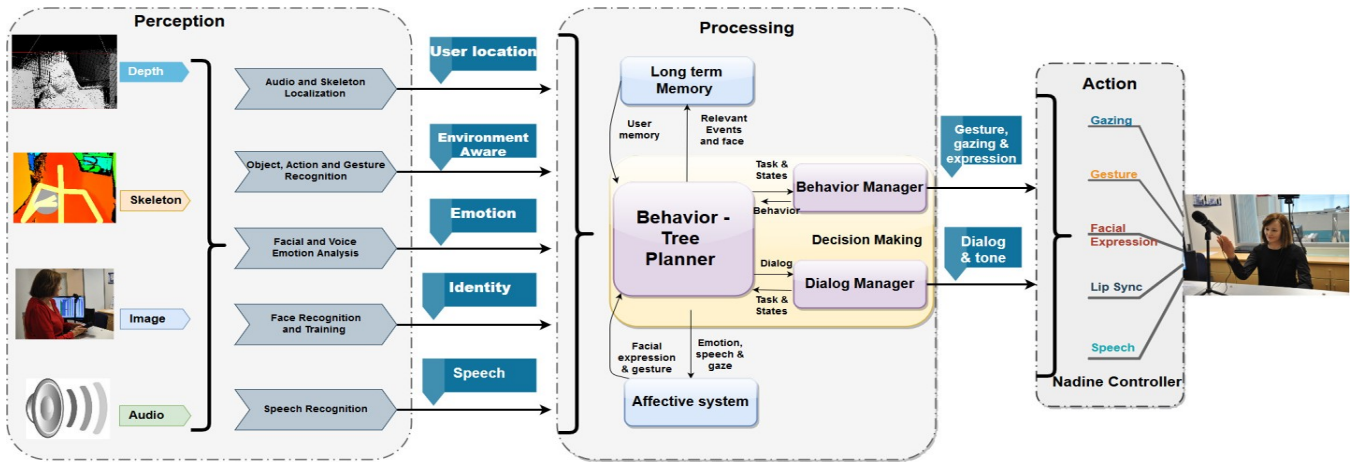 Perception
Depth
Skeleton
Image
Audio
Audio and Skeleton
Localization
Object, Action and Gesture
Recognition
Facial and Voice
Emotion Analysis
Face Recognition
and Training
Speech Recognition
User location
Environment
Aware
Emotion
Identity
Speech
Processing
Long term
Memory
User
memory
Relevant
Events
and face
Behavior -
Tree
Planner
Task &
States
Behavior
Behavior Manager
Decision Making
Dialog
Task &
States
Dialog Manager
Facial
expression
& gesture
Emotion,
speech &
gaze
Affective system
Gesture,
gazing &
expression
Dialog
& tone
Action
Gazing
Gesture
Facial
Expression
Lip Sync
Speech
Nadine Controller